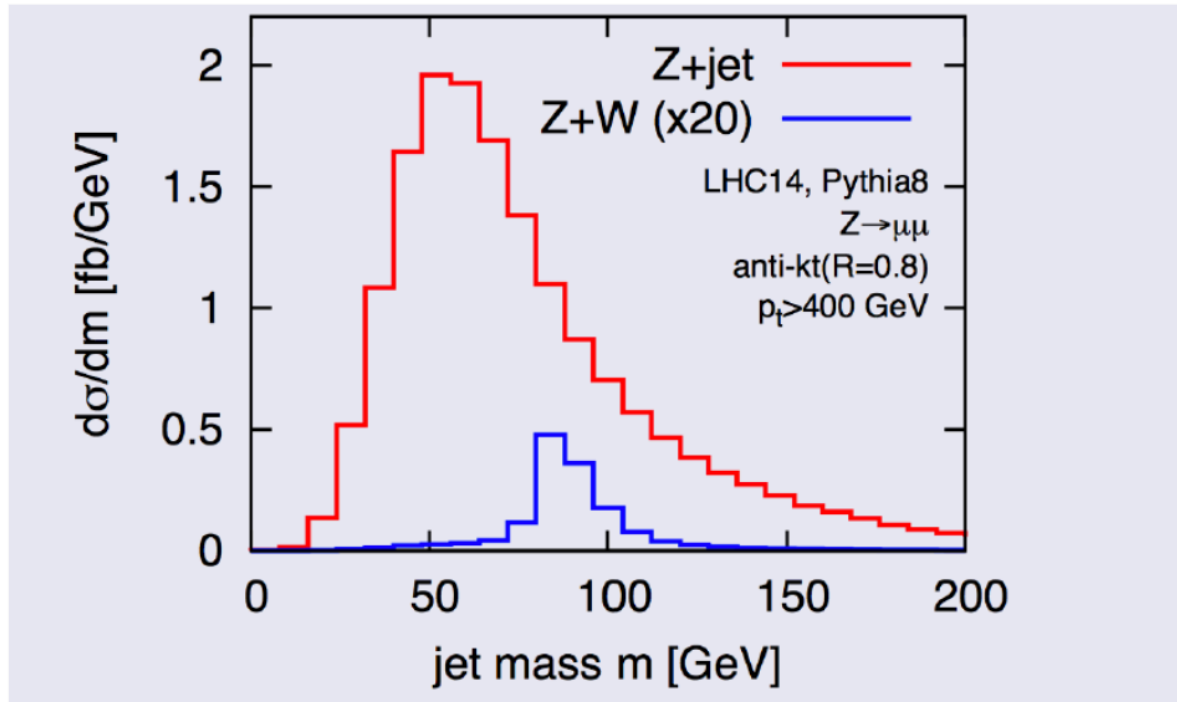 2
1.5
1
0.5
0
dσ/dm [fb/GeV]
Z+jet
Z+W (x20)
LHC14, Pythia8
Z→μμ
anti-kt(R=0.8)
pt>400 GeV
0 50 100 150 200
jet mass m [GeV]